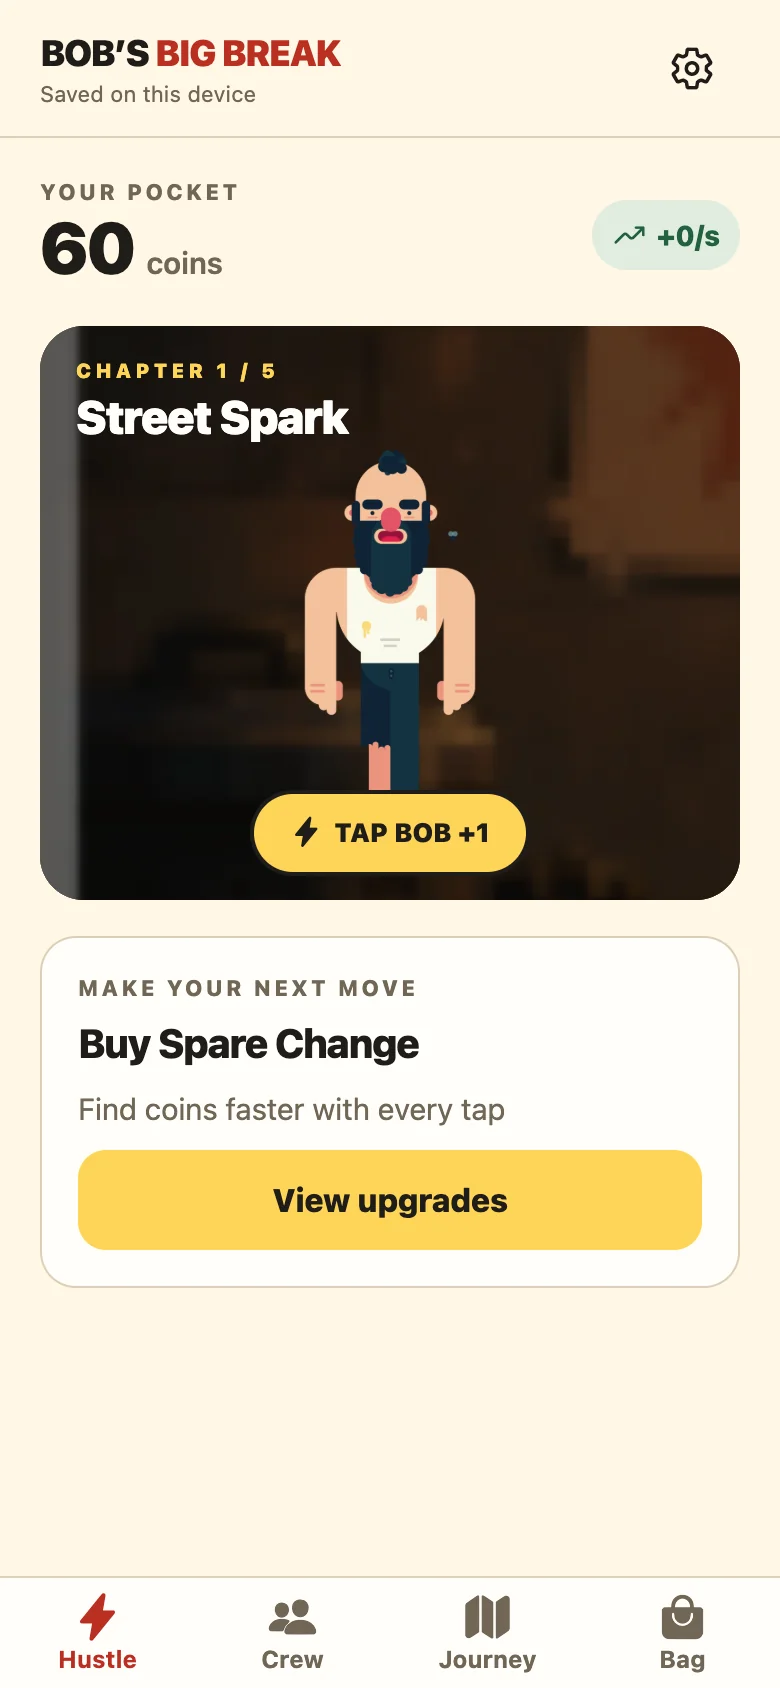 BOB'S BIG BREAK
Saved on this device
YOUR POCKET
60 coins
+0/s
CHAPTER 1 / 5
Street Spark
TAP BOB +1
MAKE YOUR NEXT MOVE
Buy Spare Change
Find coins faster with every tap
View upgrades
Hustle
Crew
Journey
Bag